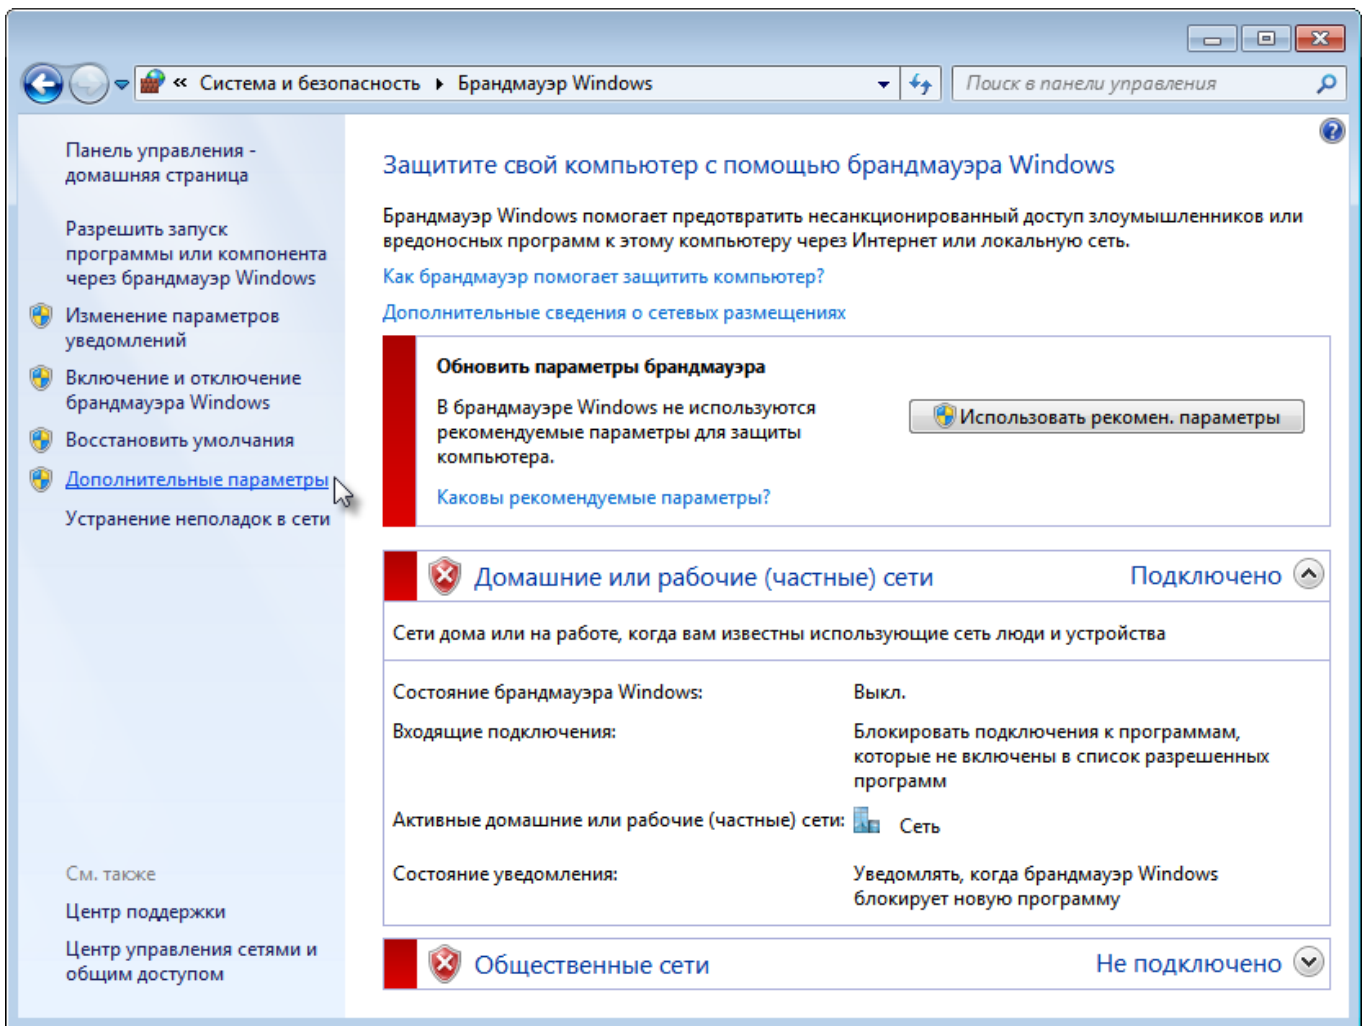 « Система и безопасность ▸ Брандмауэр Windows
Поиск в панели управления
Панель управления -
домашняя страница
Разрешить запуск
программы или компонента
через брандмауэр Windows
Изменение параметров
уведомлений
Включение и отключение
брандмауэра Windows
Восстановить умолчания
Дополнительные параметры
Устранение неполадок в сети
См. также
Центр поддержки
Центр управления сетями и
общим доступом
Защитите свой компьютер с помощью брандмауэра Windows
Брандмауэр Windows помогает предотвратить несанкционированный доступ злоумышленников или
вредоносных программ к этому компьютеру через Интернет или локальную сеть.
Как брандмауэр помогает защитить компьютер?
Дополнительные сведения о сетевых размещениях
Обновить параметры брандмауэра
В брандмауэре Windows не используются
рекомендуемые параметры для защиты
компьютера.
Использовать рекомен. параметры
Каковы рекомендуемые параметры?
Домашние или рабочие (частные) сети Подключено
Сети дома или на работе, когда вам известны использующие сеть люди и устройства
Состояние брандмауэра Windows: Выкл.
Входящие подключения: Блокировать подключения к программам,
которые не включены в список разрешенных
программ
Активные домашние или рабочие (частные) сети: Сеть
Состояние уведомления: Уведомлять, когда брандмауэр Windows
блокирует новую программу
Общественные сети Не подключено